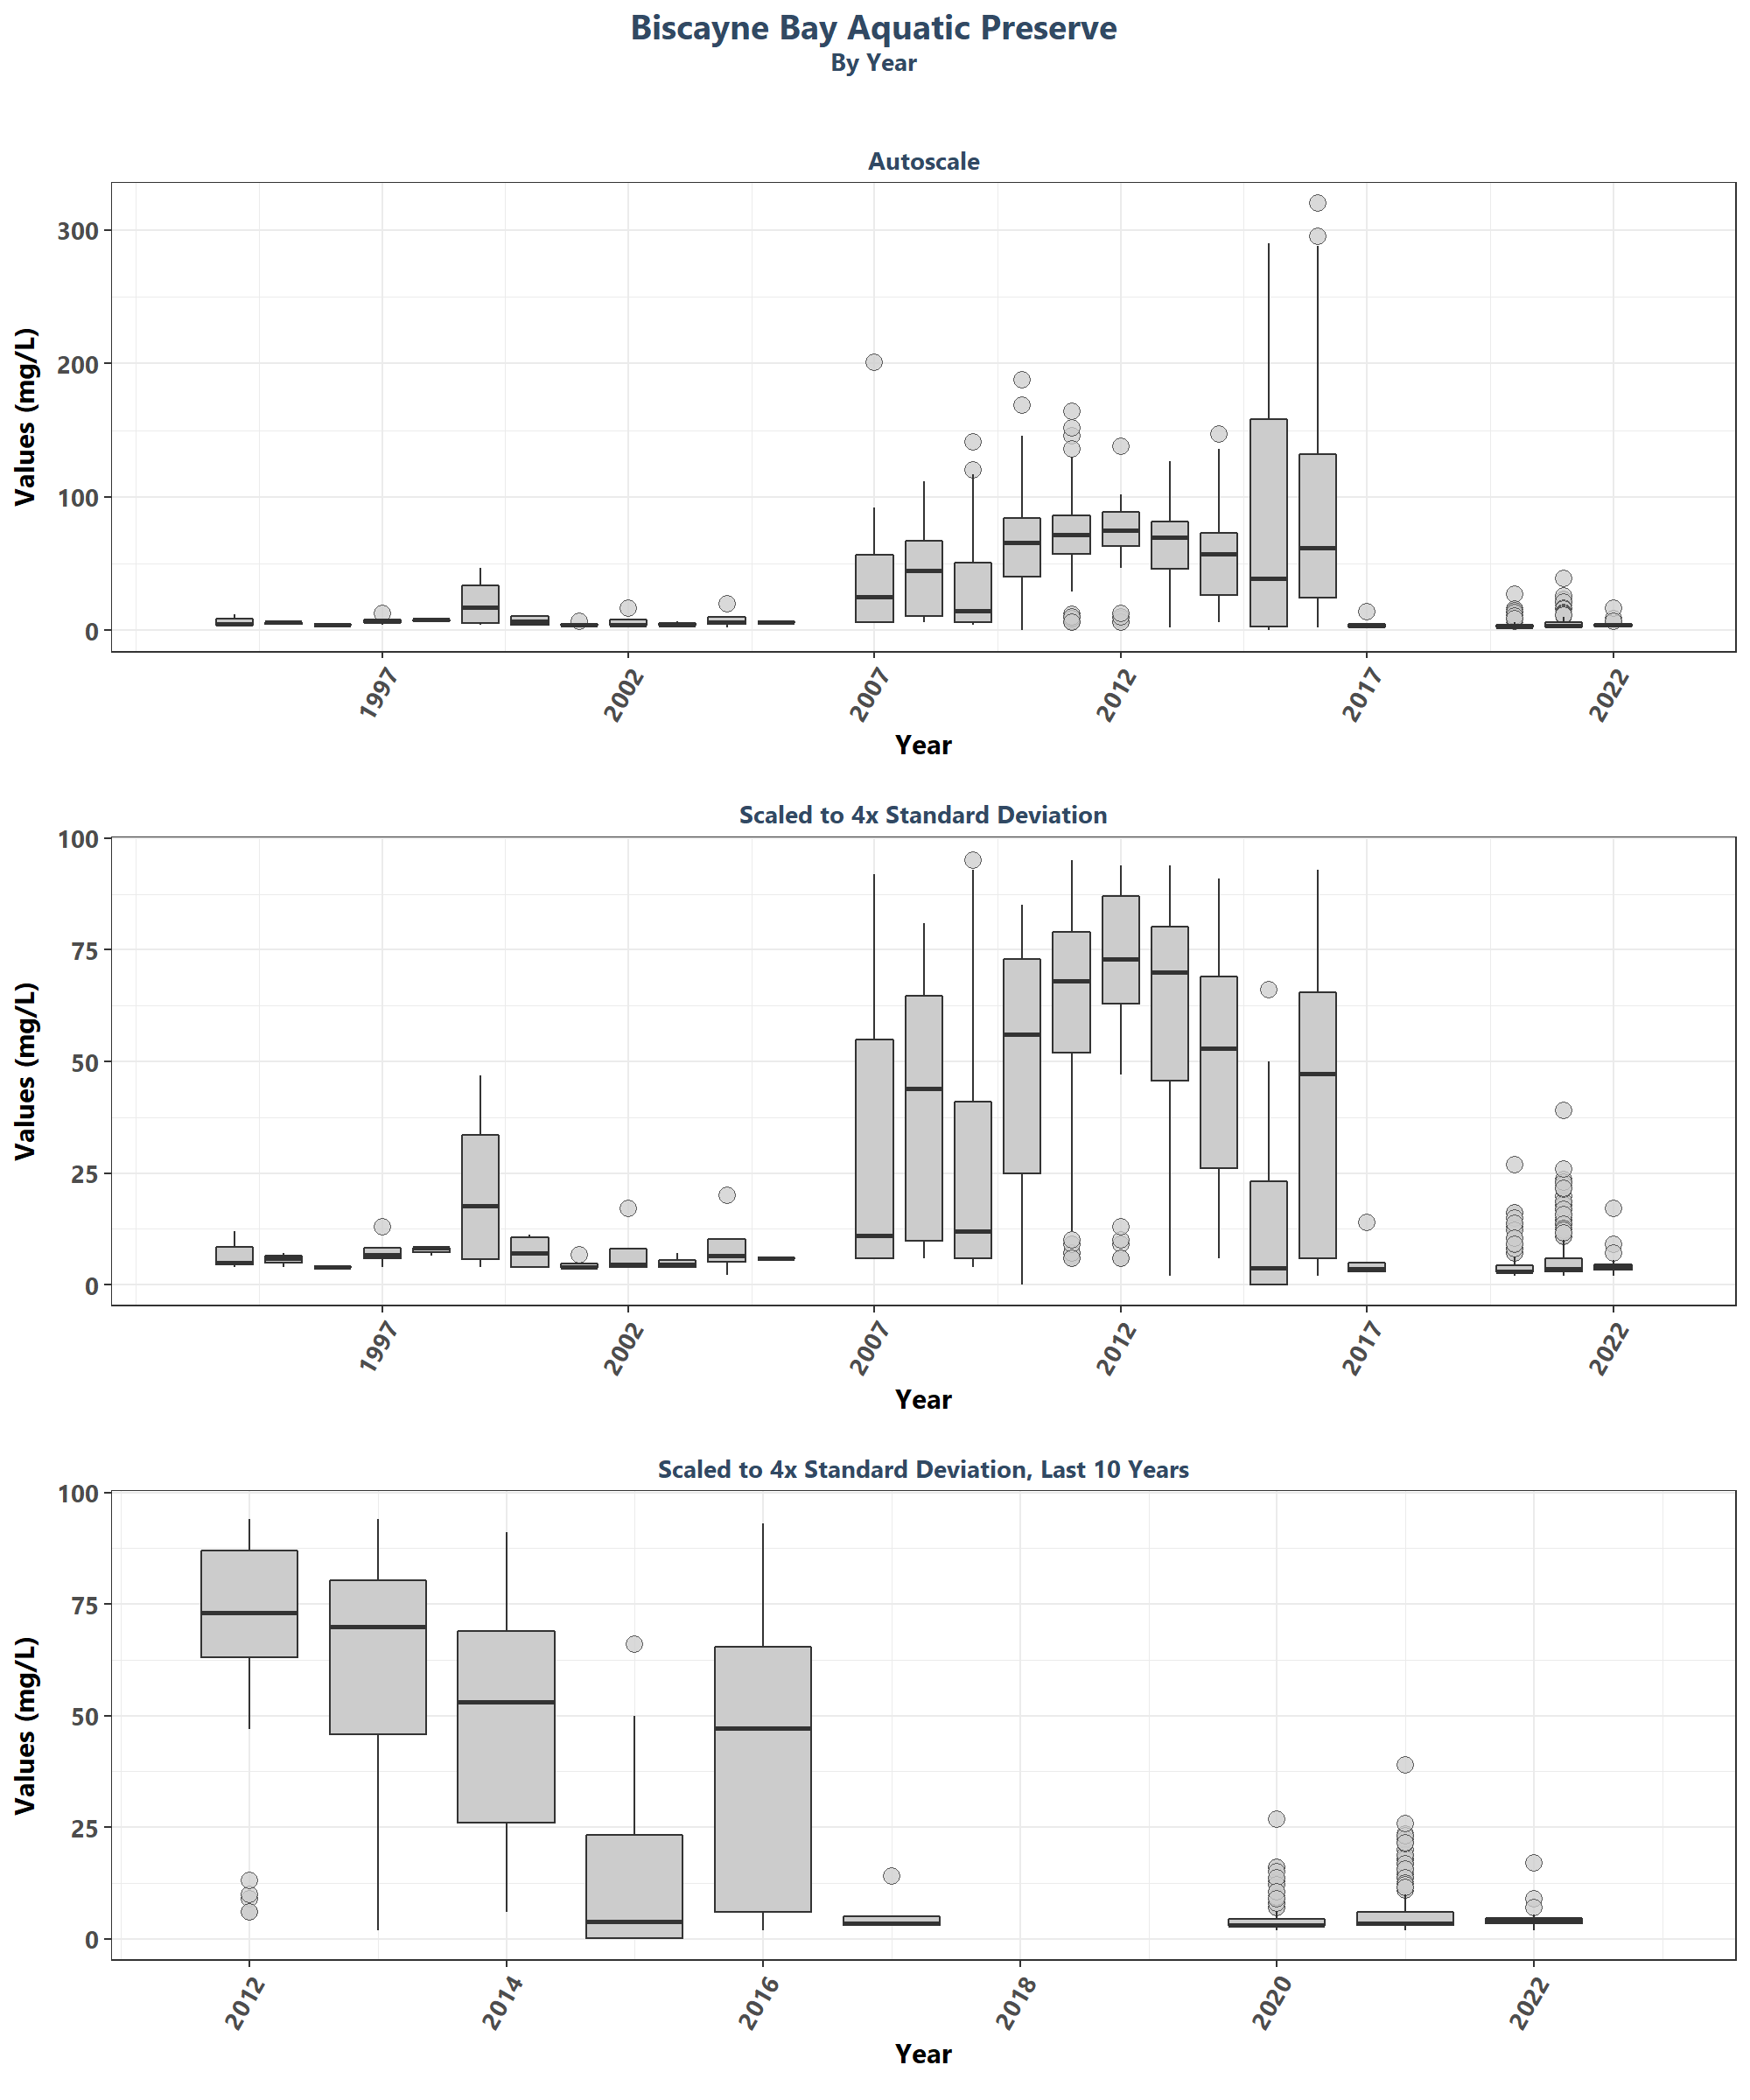 Biscayne Bay Aquatic Preserve
By Year
Autoscale
Values (mg/L)
300
200
100
0
1997
2002
2007
2012
2017
2022
Year
Scaled to 4x Standard Deviation
Values (mg/L)
100
75
50
25
0
1997
2002
2007
2012
2017
2022
Year
Scaled to 4x Standard Deviation, Last 10 Years
Values (mg/L)
100
75
50
25
0
2012
2014
2016
2018
2020
2022
Year